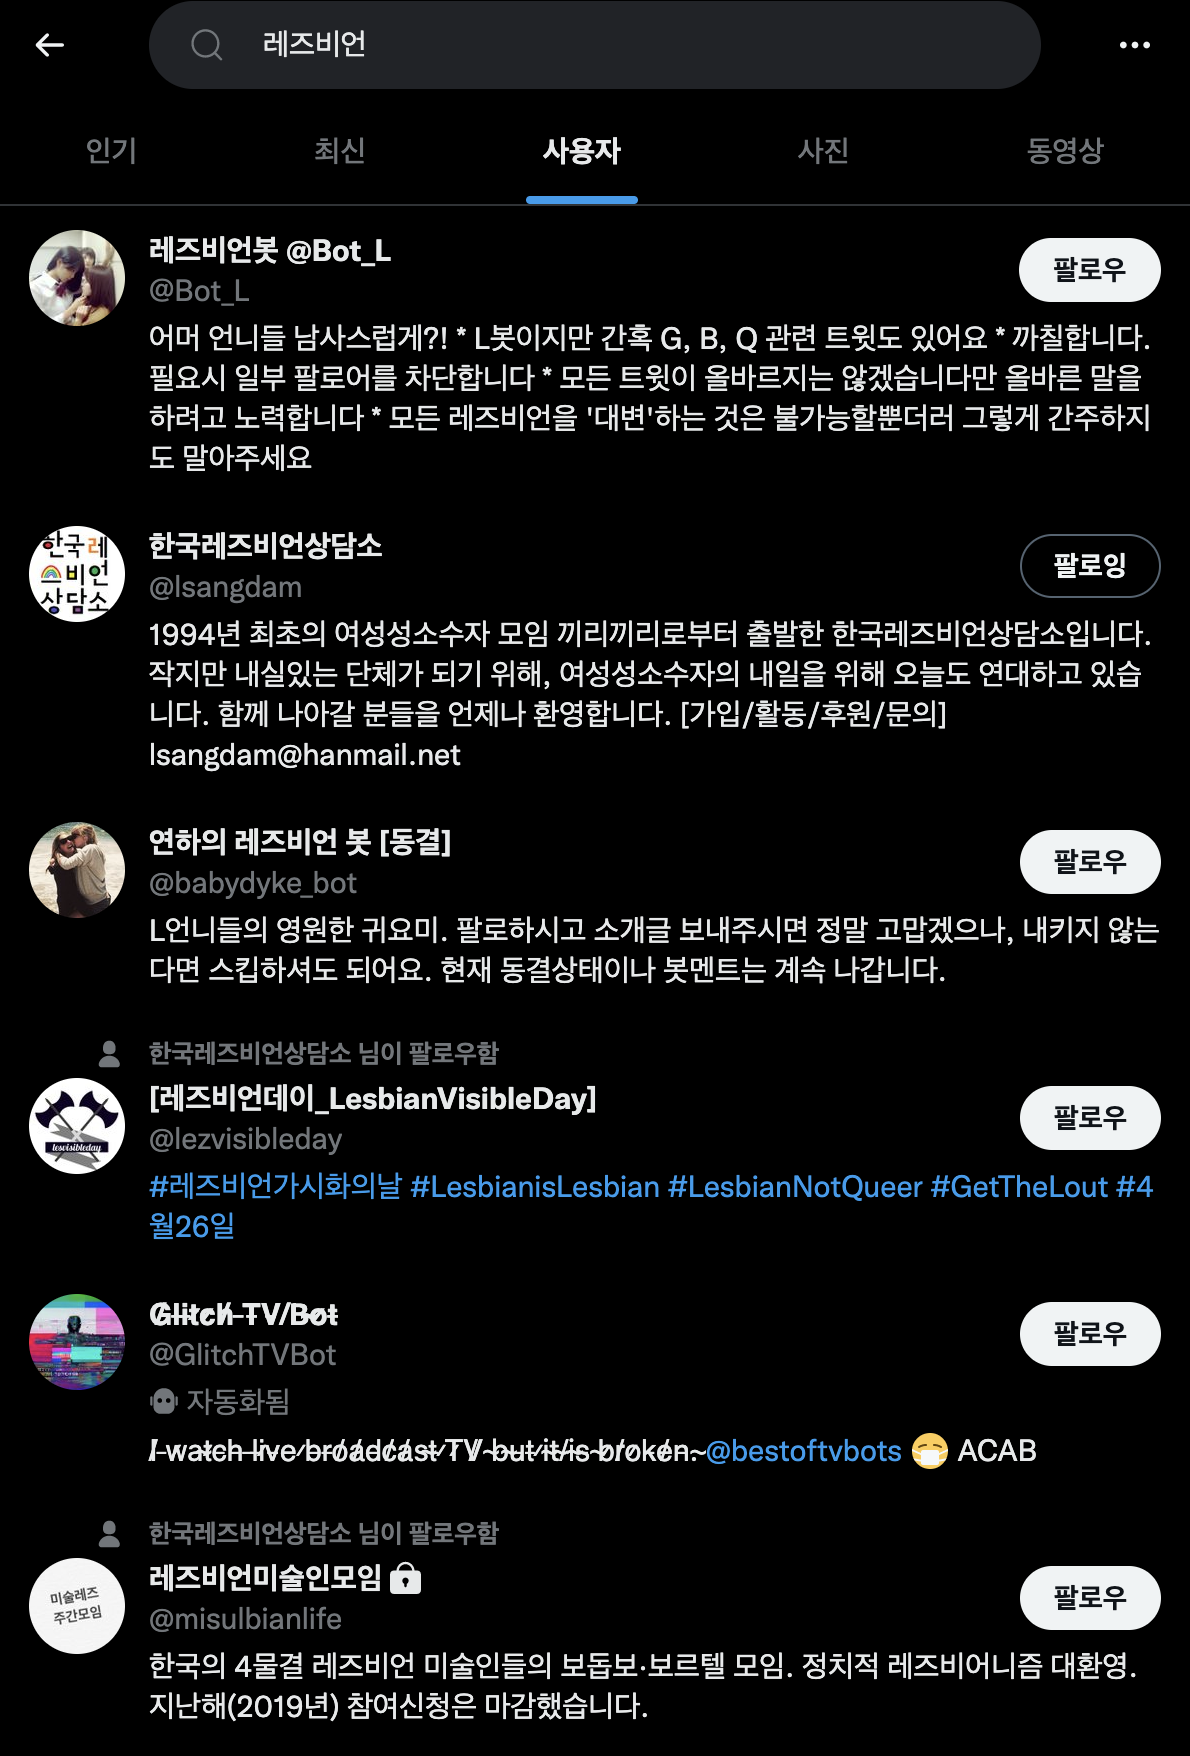 레즈비언
인기 최신 사용자 사진 동영상
레즈비언봇 @Bot_L
@Bot_L
팔로우
어머 언니들 남사스럽게?! * L봇이지만 간혹 G, B, Q 관련 트윗도 있어요 * 까칠합니다.
필요시 일부 팔로어를 차단합니다 * 모든 트윗이 올바르지는 않겠습니다만 올바른 말을
하려고 노력합니다 * 모든 레즈비언을 '대변'하는 것은 불가능할뿐더러 그렇게 간주하지
도 말아주세요
한국레
즈비언
상담소
한국레즈비언상담소
@lsangdam
팔로잉
1994년 최초의 여성성소수자 모임 끼리끼리로부터 출발한 한국레즈비언상담소입니다.
작지만 내실있는 단체가 되기 위해, 여성성소수자의 내일을 위해 오늘도 연대하고 있습
니다. 함께 나아갈 분들을 언제나 환영합니다. [가입/활동/후원/문의]
lsangdam@hanmail.net
연하의 레즈비언 봇 [동결]
@babydyke_bot
팔로우
L언니들의 영원한 귀요미. 팔로하시고 소개글 보내주시면 정말 고맙겠으나, 내키지 않는
다면 스킵하셔도 되어요. 현재 동결상태이나 봇멘트는 계속 나갑니다.
한국레즈비언상담소 님이 팔로우함
lesvisibleday
[레즈비언데이_LesbianVisibleDay]
@lezvisibleday
팔로우
#레즈비언가시화의날 #LesbianisLesbian #LesbianNotQueer #GetTheLout #4
월26일
Glitch TV/Bot
@GlitchTVBot
팔로우
자동화됨
I watch live broadcast TV but it/is broken.~@bestoftvbots 😷 ACAB
한국레즈비언상담소 님이 팔로우함
미술레즈
주간모임
레즈비언미술인모임
@misulbianlife
팔로우
한국의 4물결 레즈비언 미술인들의 보돕보·보르텔 모임. 정치적 레즈비어니즘 대환영.
지난해(2019년) 참여신청은 마감했습니다.